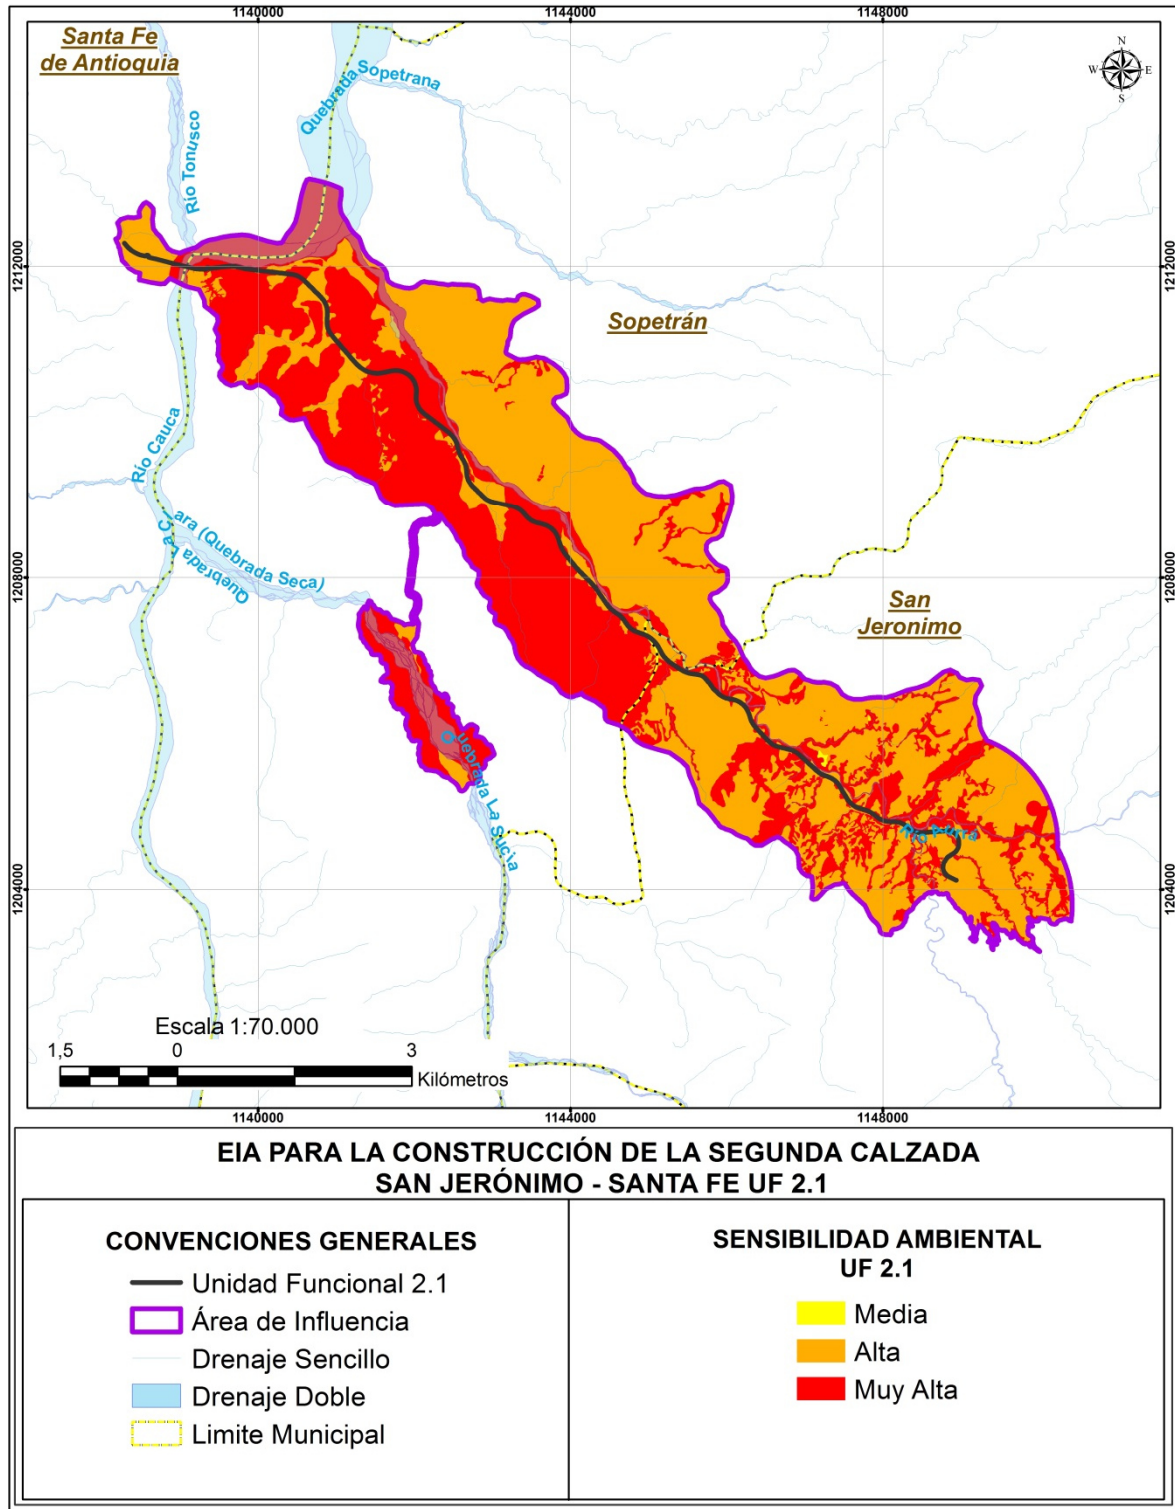 1140000
1144000
1148000
Santa Fe
de Antioquia
N
W
E
S
Quebrada Sopetrana
Río Tonusco
1212000
1212000
Sopetrán
Río Cauca
Quebrada La Clara (Quebrada Seca)
1208000
1208000
San
Jeronimo
Quebrada La Sucia
1204000
1204000
Escala 1:70.000
1,5
0
3
Kilómetros
1140000
1144000
1148000
EIA PARA LA CONSTRUCCIÓN DE LA SEGUNDA CALZADA
SAN JERÓNIMO - SANTA FE UF 2.1
CONVENCIONES GENERALES
Unidad Funcional 2.1
Área de Influencia
Drenaje Sencillo
Drenaje Doble
Limite Municipal
SENSIBILIDAD AMBIENTAL
UF 2.1
Media
Alta
Muy Alta